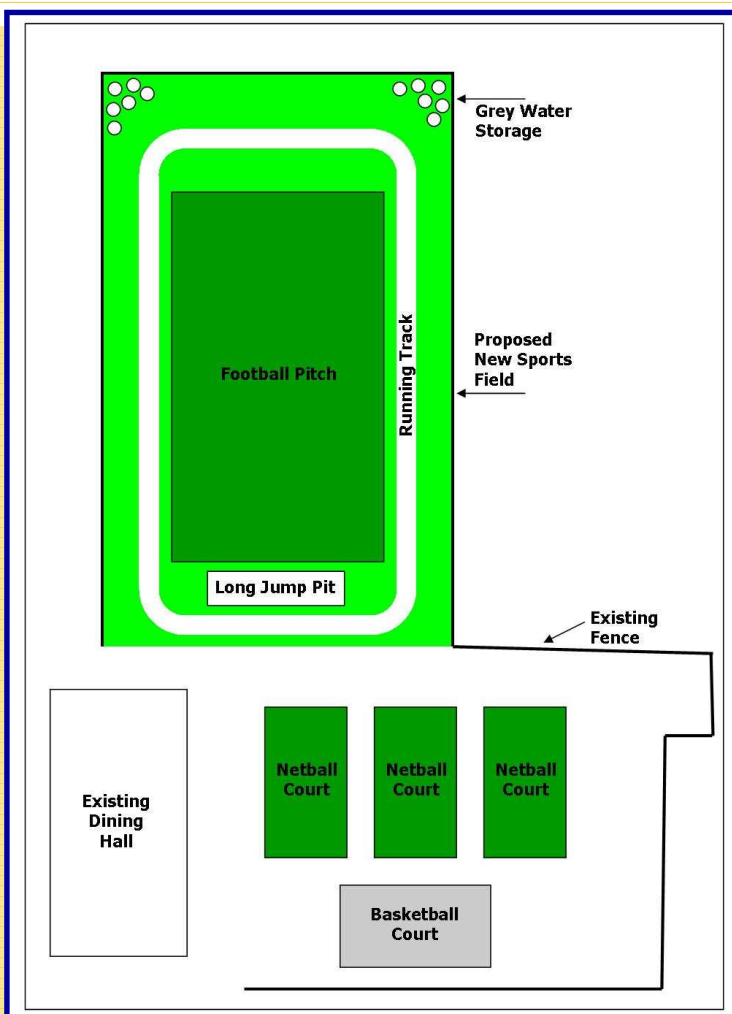 Grey Water
Storage
Proposed
New Sports
Field
Football Pitch
Running Track
Long Jump Pit
Existing
Fence
Netball
Court
Netball
Court
Netball
Court
Existing
Dining
Hall
Basketball
Court